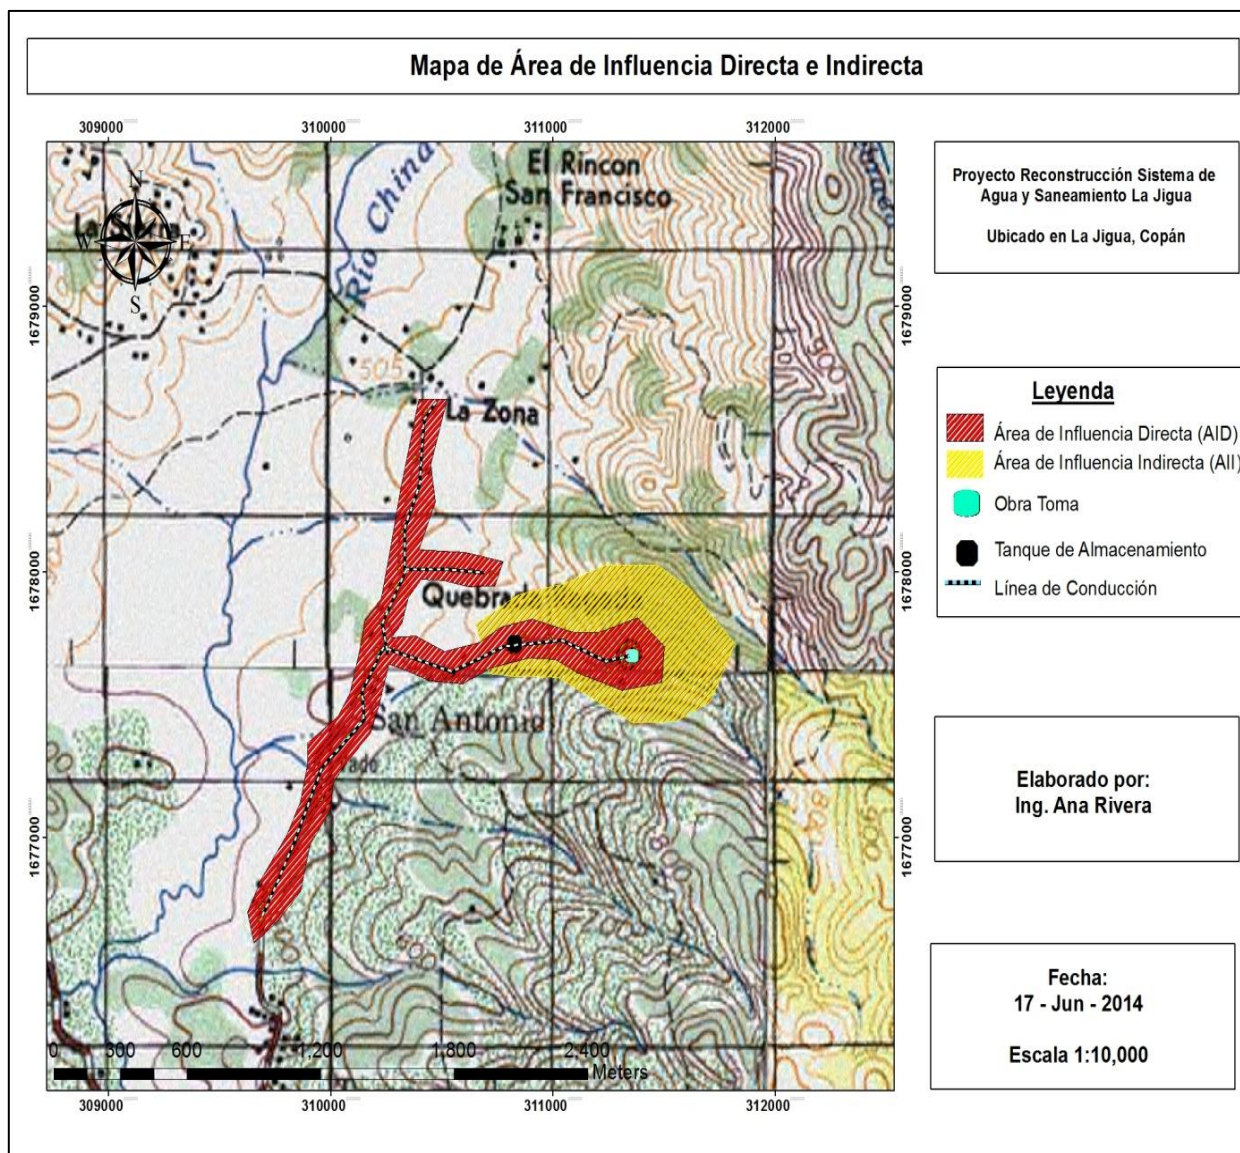 Mapa de Área de Influencia Directa e Indirecta
309000 310000 311000 312000
El Rincon
San Francisco
Río China
N
W E
S
1679000 1679000
505
La Zona
1678000 1678000
San Antonio
1677000 1677000
0 300 600 1,200 1,800 2,400
Meters
309000 310000 311000 312000
Proyecto Reconstrucción Sistema de
Agua y Saneamiento La Jigua
Ubicado en La Jigua, Copán
Leyenda
Área de Influencia Directa (AID)
Área de Influencia Indirecta (AII)
Obra Toma
Tanque de Almacenamiento
Línea de Conducción
Elaborado por:
Ing. Ana Rivera
Fecha:
17 - Jun - 2014
Escala 1:10,000